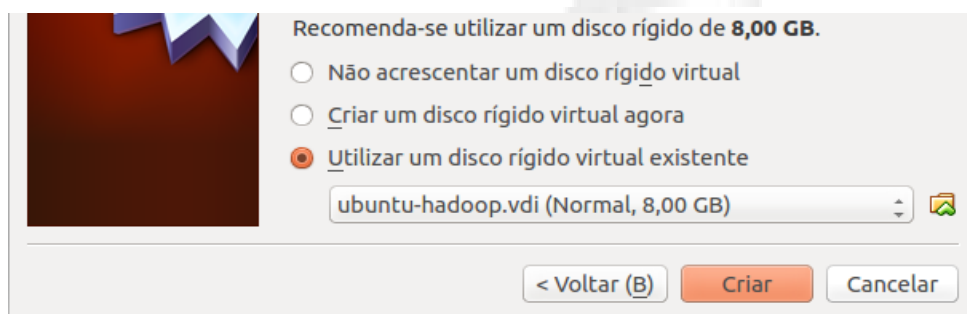 Recomenda-se utilizar um disco rígido de 8,00 GB.
Não acrescentar um disco rígido virtual
Criar um disco rígido virtual agora
Utilizar um disco rígido virtual existente
ubuntu-hadoop.vdi (Normal, 8,00 GB)
< Voltar (B) Criar Cancelar